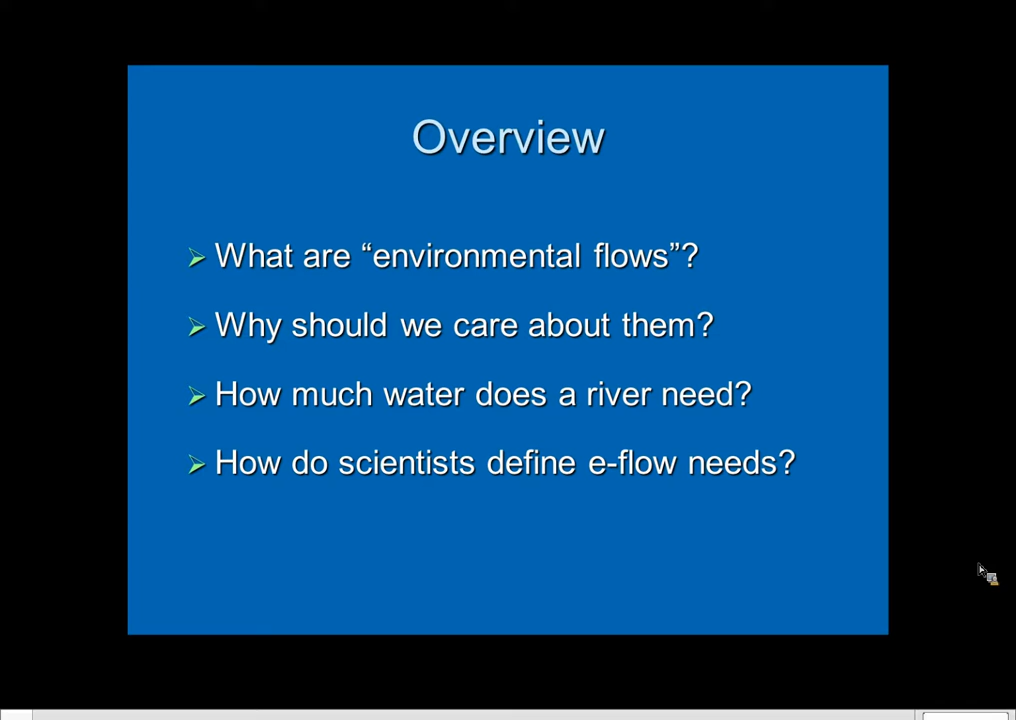 Overview
What are “environmental flows”?
Why should we care about them?
How much water does a river need?
How do scientists define e-flow needs?